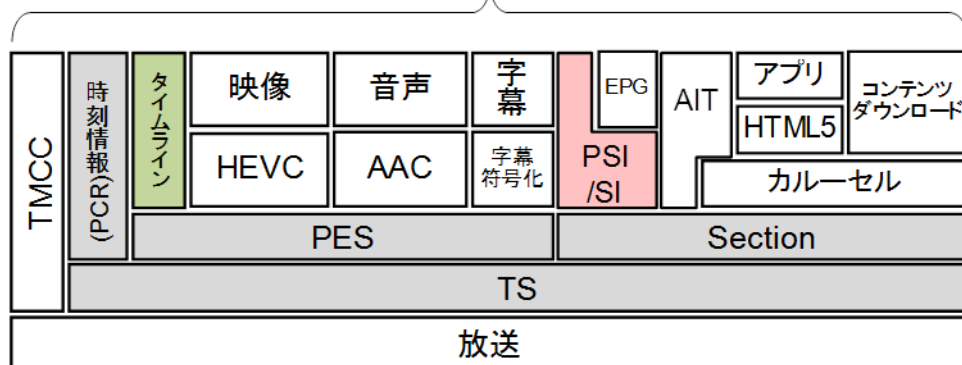 TMCC
時刻情報(PCR)
タイムライン
映像
音声
字幕
EPG
AIT
アプリ
コンテンツ
ダウンロード
HEVC
AAC
字幕
符号化
PSI
/SI
HTML5
カルーセル
PES
Section
TS
放送